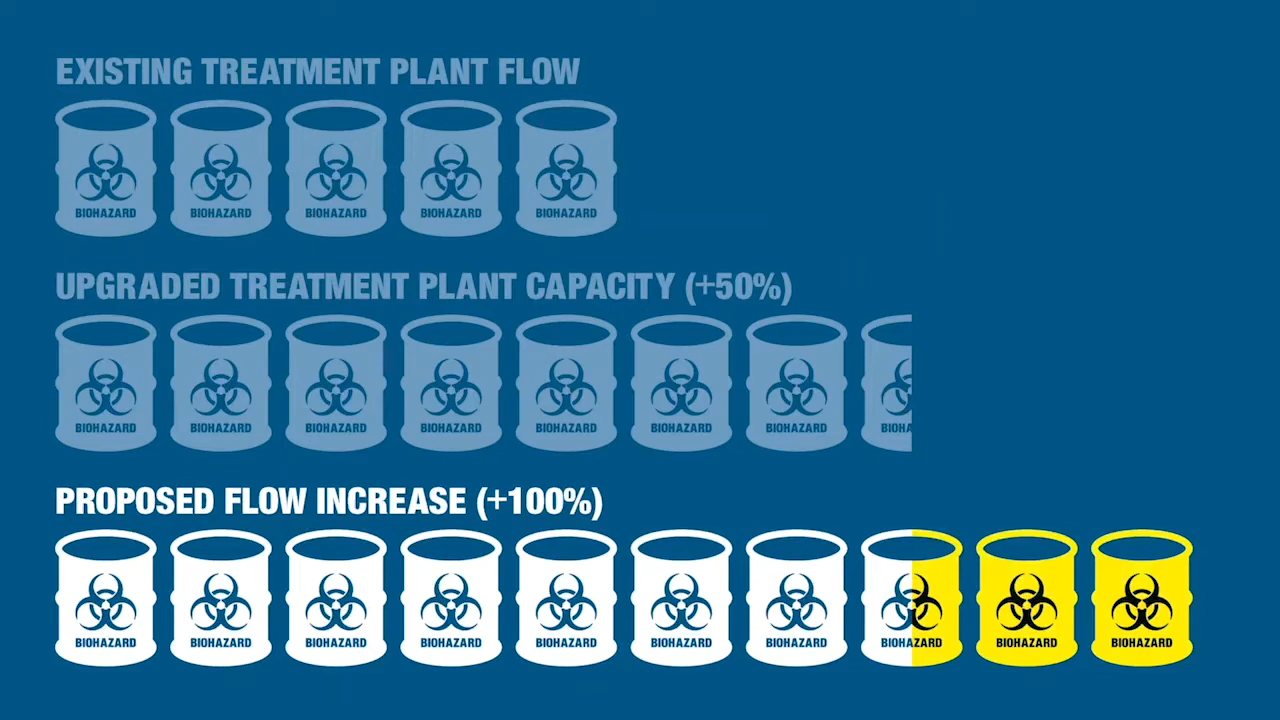 EXISTING TREATMENT PLANT FLOW
BIOHAZARD BIOHAZARD BIOHAZARD BIOHAZARD BIOHAZARD
UPGRADED TREATMENT PLANT CAPACITY (+50%)
BIOHAZARD BIOHAZARD BIOHAZARD BIOHAZARD BIOHAZARD BIOHAZARD BIOHAZARD BIOHA
PROPOSED FLOW INCREASE (+100%)
BIOHAZARD BIOHAZARD BIOHAZARD BIOHAZARD BIOHAZARD BIOHAZARD BIOHAZARD BIOHAZARD BIOHAZARD BIOHAZARD